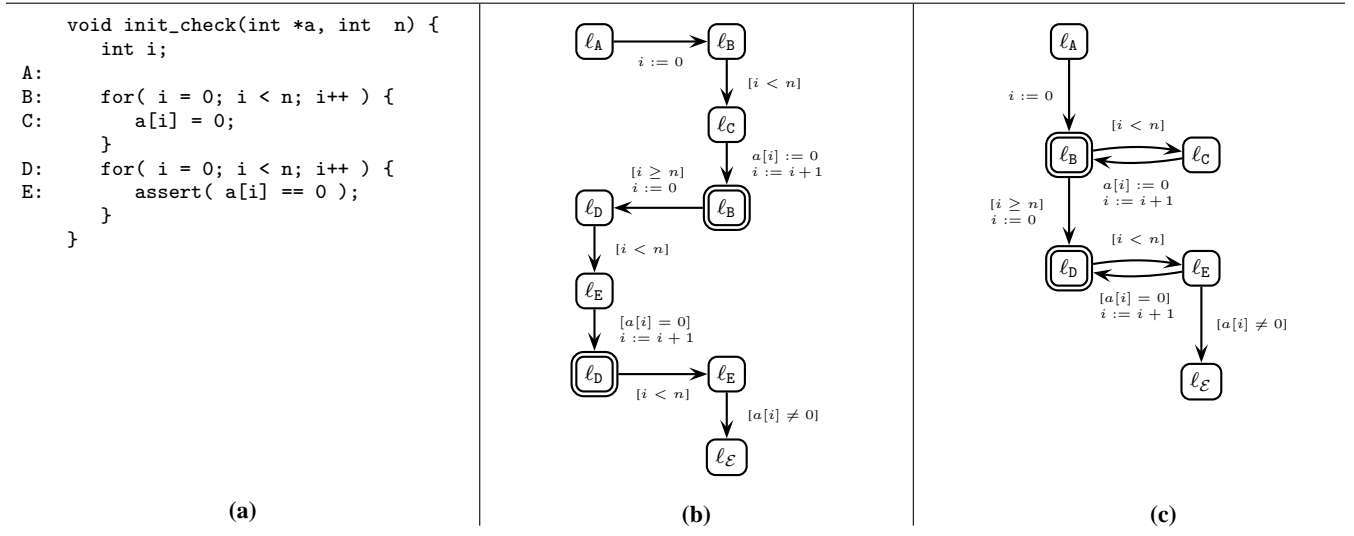 void init_check(int *a, int n) {
int i;
A:
B: for( i = 0; i < n; i++ ) {
C: a[i] = 0;
}
D: for( i = 0; i < n; i++ ) {
E: assert( a[i] == 0 );
}
}
(a)
ℓA
i := 0
ℓB
[i < n]
ℓC
a[i] := 0
i := i + 1
ℓB
[i ≥ n]
i := 0
ℓD
[i < n]
ℓE
[a[i] = 0]
i := i + 1
ℓD
[i < n]
ℓE
[a[i] ≠ 0]
ℓℰ
(b)
ℓA
i := 0
ℓB
[i < n]
ℓC
a[i] := 0
i := i + 1
[i ≥ n]
i := 0
ℓD
[i < n]
ℓE
[a[i] = 0]
i := i + 1
[a[i] ≠ 0]
ℓℰ
(c)